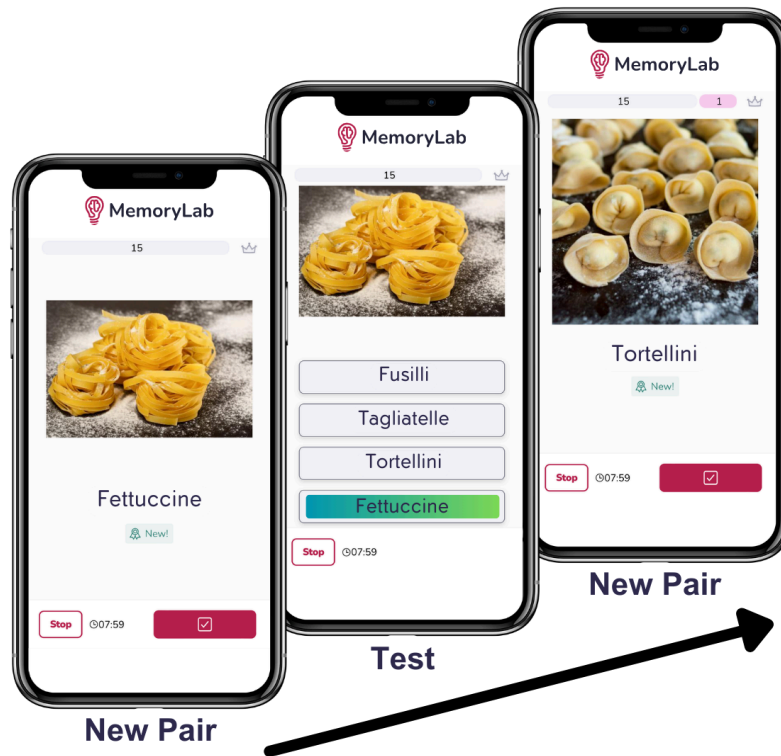 MemoryLab
15
Fettuccine
New!
Stop
07:59
New Pair
MemoryLab
15
Fusilli
Tagliatelle
Tortellini
Fettuccine
Stop
07:59
Test
MemoryLab
15 1
Tortellini
New!
Stop
07:59
New Pair